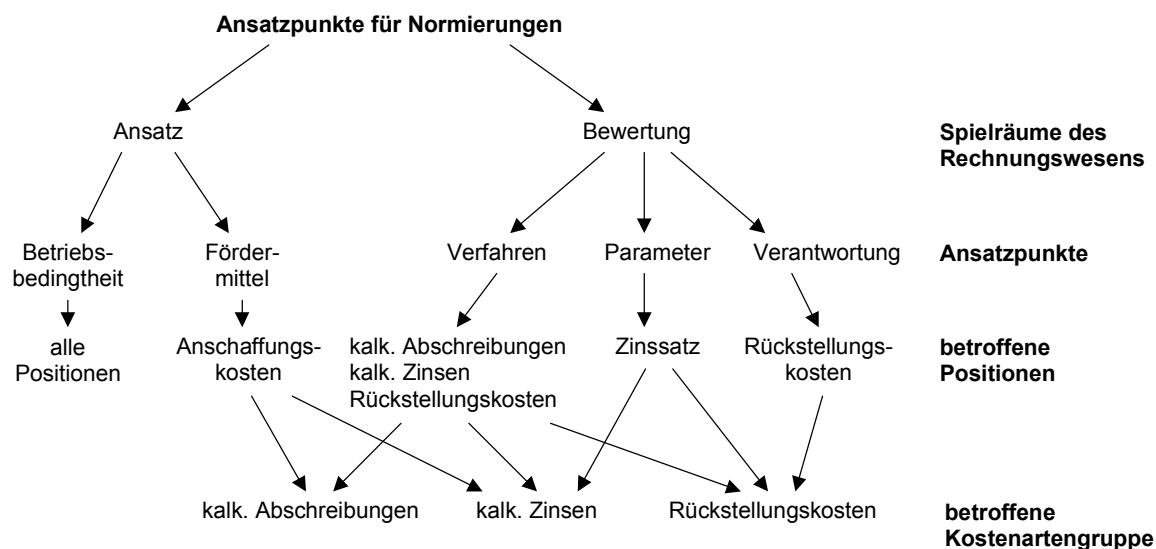 Ansatzpunkte für Normierungen
Ansatz
Bewertung
Spielräume des
Rechnungswesens
Betriebs-
bedingtheit
Förder-
mittel
Verfahren
Parameter
Verantwortung
Ansatzpunkte
alle
Positionen
Anschaffungs-
kosten
kalk. Abschreibungen
kalk. Zinsen
Rückstellungskosten
Zinssatz
Rückstellungs-
kosten
betroffene
Positionen
kalk. Abschreibungen
kalk. Zinsen
Rückstellungskosten
betroffene
Kostenartengruppe